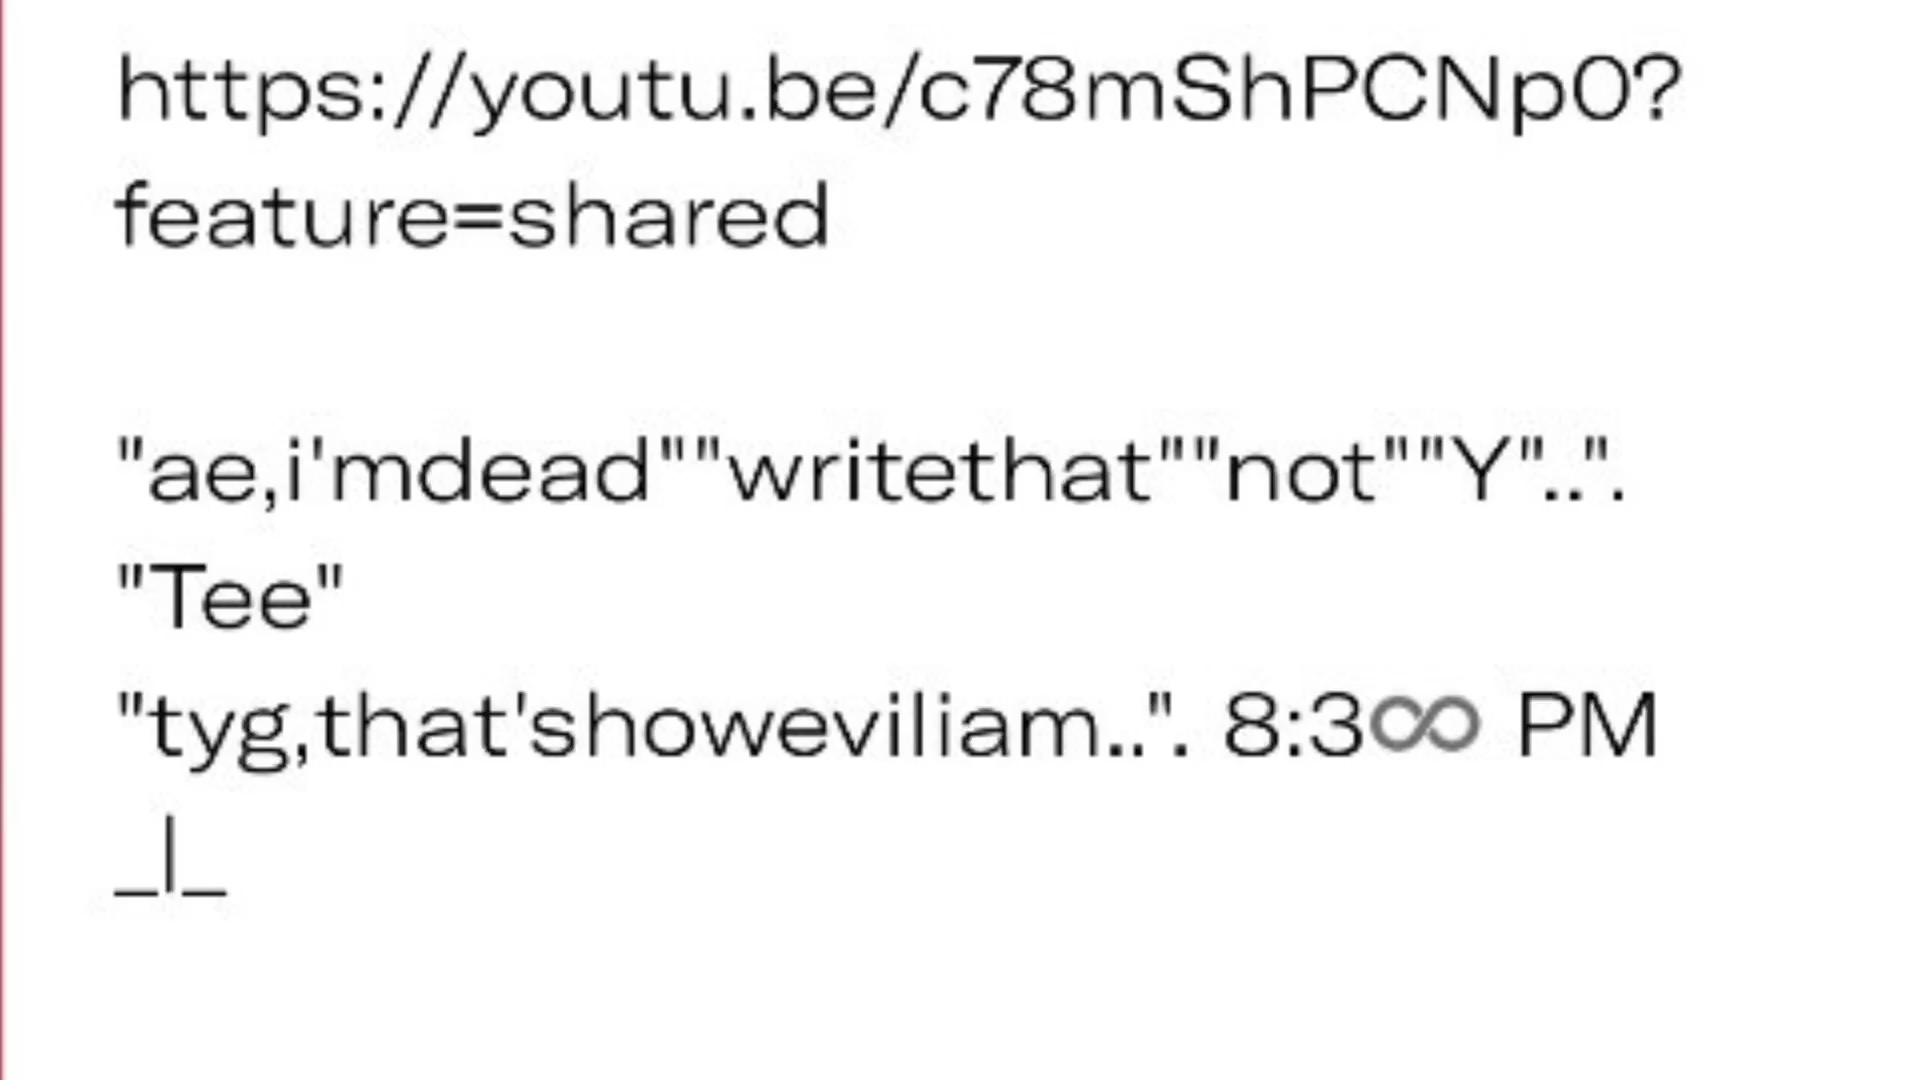 https://youtu.be/c78mShPCNp0?
feature=shared
"ae,i'mdead""writethat""not""Y"..".
"Tee"
"tyg,that'showeviliam..". 8:3∞ PM
_|_